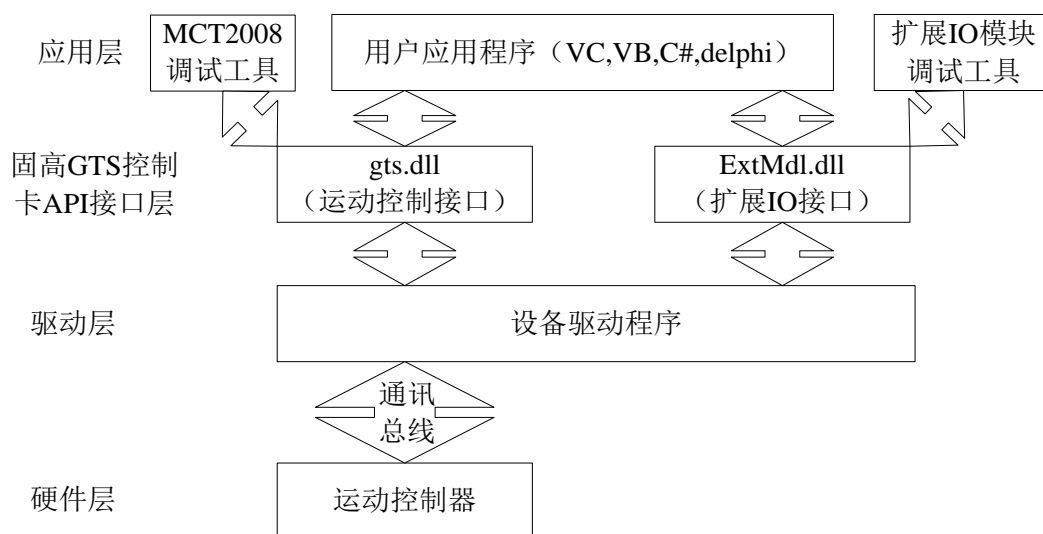 应用层
MCT2008
调试工具
用户应用程序（VC,VB,C#,delphi）
扩展IO模块
调试工具
固高GTS控制
卡API接口层
gts.dll
（运动控制接口）
ExtMdl.dll
（扩展IO接口）
驱动层
设备驱动程序
通讯
总线
硬件层
运动控制器